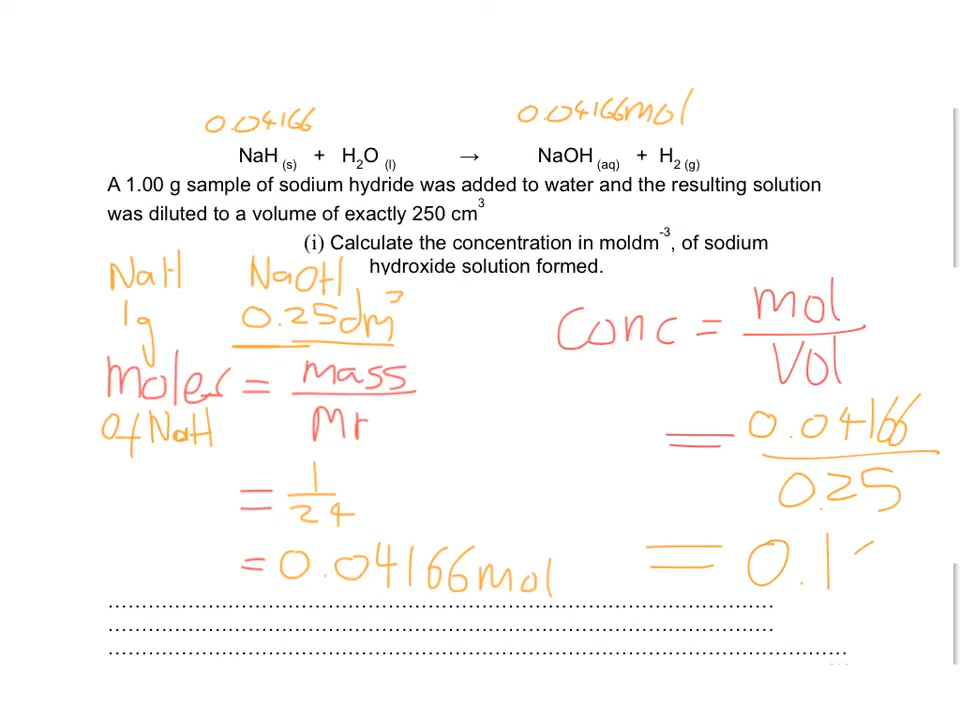 0.04166 0.04166mol
NaH (s) + H2O (l) → NaOH (aq) + H2 (g)
A 1.00 g sample of sodium hydride was added to water and the resulting solution
was diluted to a volume of exactly 250 cm3
(i) Calculate the concentration in moldm-3, of sodium
hydroxide solution formed.
NaH NaOH
1g 0.25dm3
moles = mass / Mr
of NaH
= 1 / 24
= 0.04166mol
Conc = mol / Vol
= 0.04166 / 0.25
= 0.1